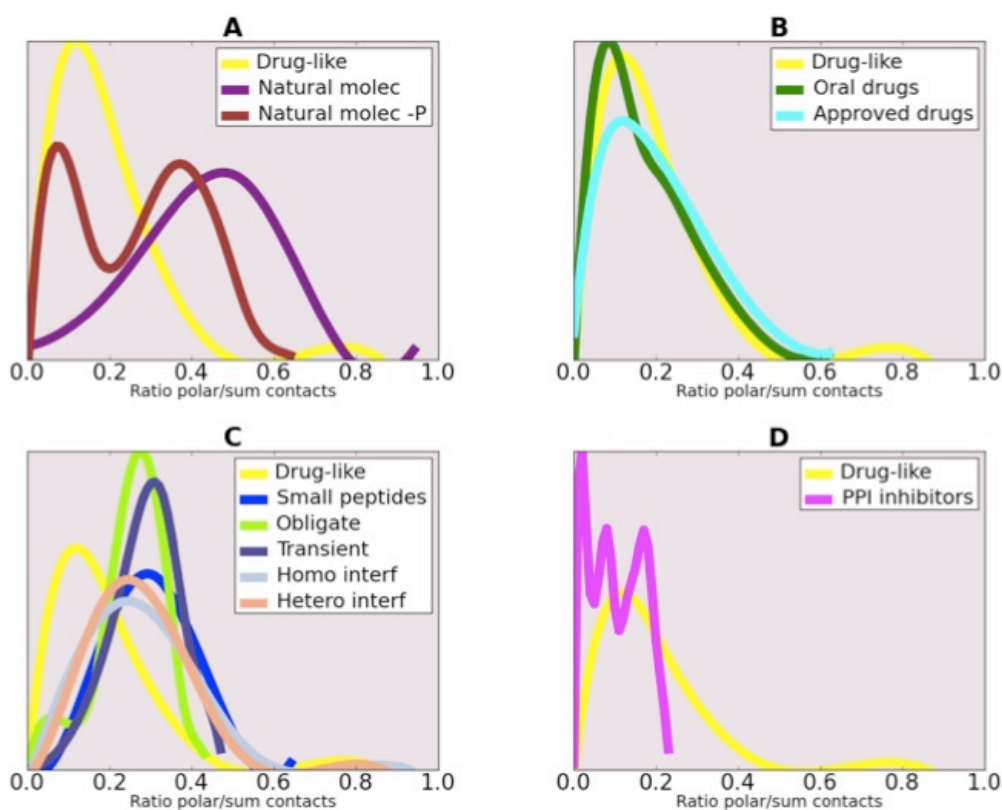 A
Drug-like
Natural molec
Natural molec -P
0.0 0.2 0.4 0.6 0.8 1.0
Ratio polar/sum contacts
B
Drug-like
Oral drugs
Approved drugs
0.0 0.2 0.4 0.6 0.8 1.0
Ratio polar/sum contacts
C
Drug-like
Small peptides
Obligate
Transient
Homo interf
Hetero interf
0.0 0.2 0.4 0.6 0.8 1.0
Ratio polar/sum contacts
D
Drug-like
PPI inhibitors
0.0 0.2 0.4 0.6 0.8 1.0
Ratio polar/sum contacts